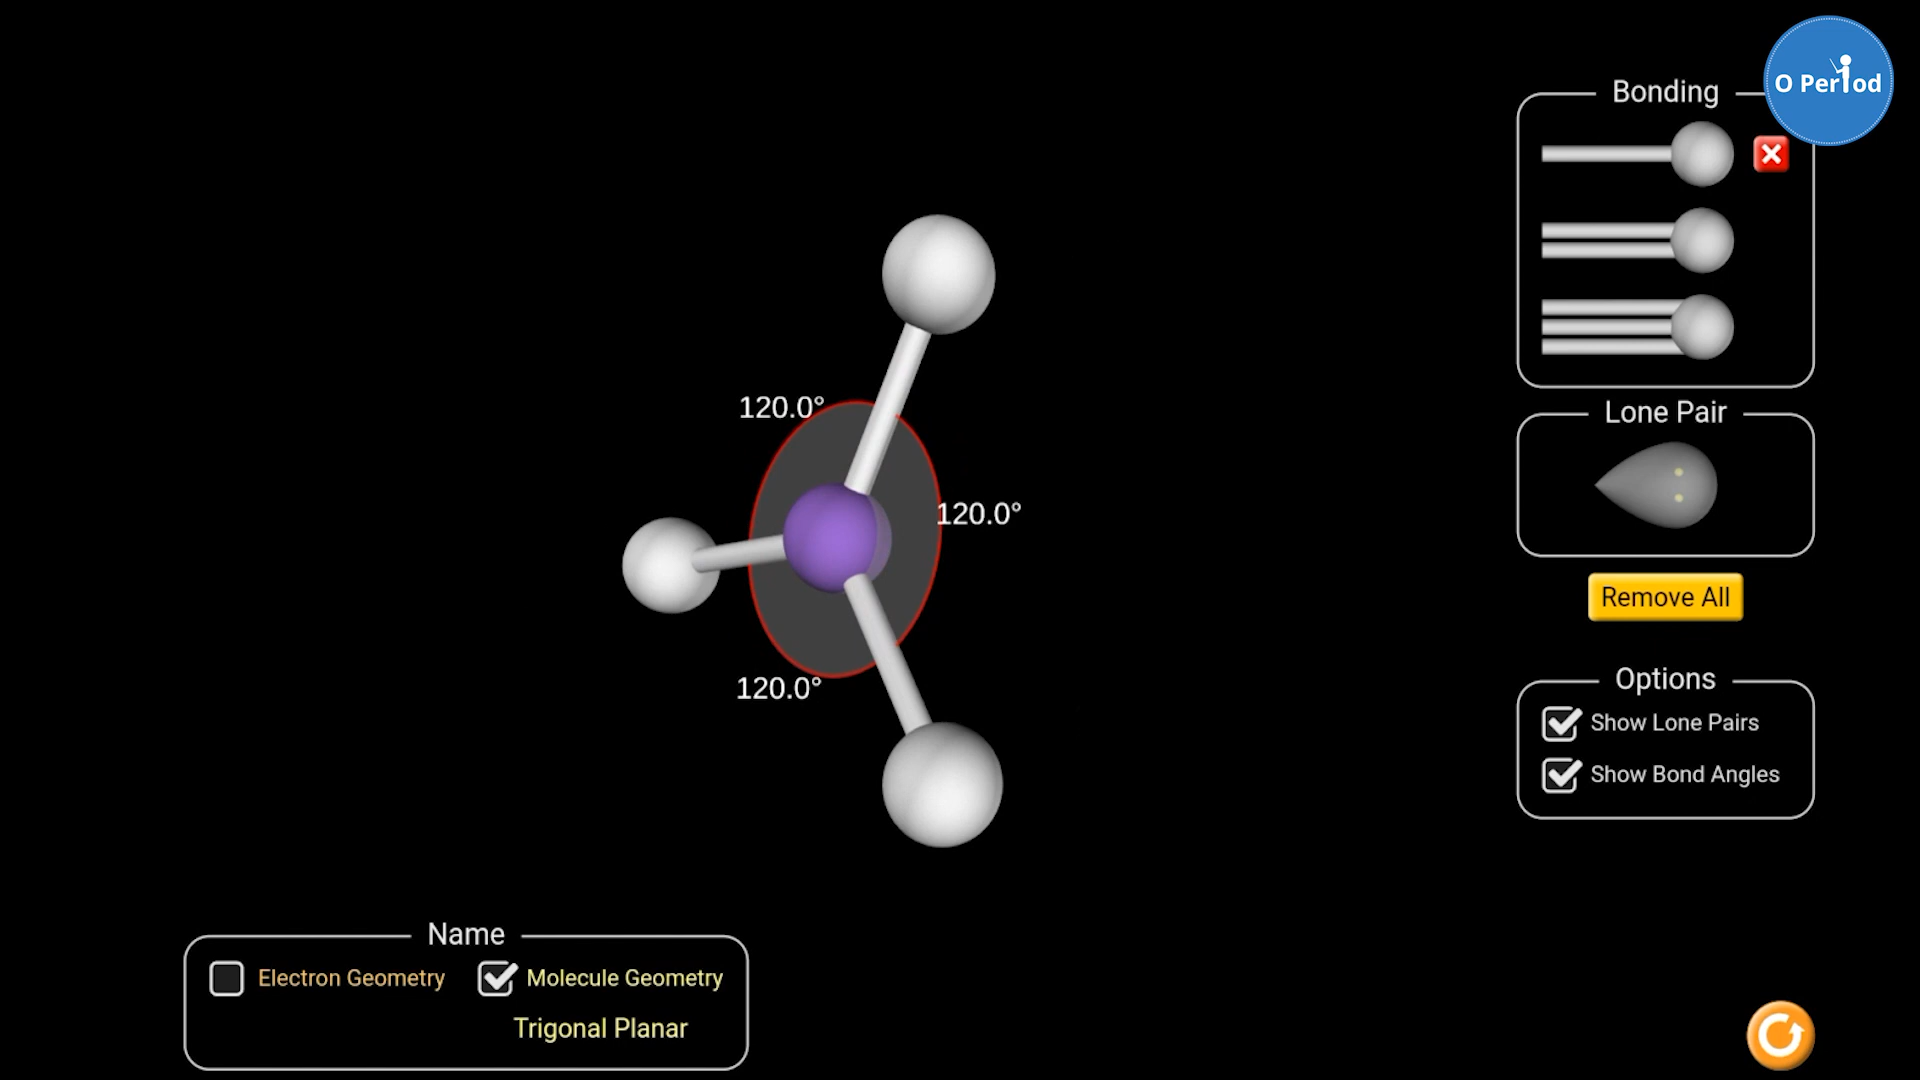 O Period
Bonding
120.0°
Lone Pair
120.0°
Remove All
120.0°
Options
Show Lone Pairs
Show Bond Angles
Name
Electron Geometry
Molecule Geometry
Trigonal Planar